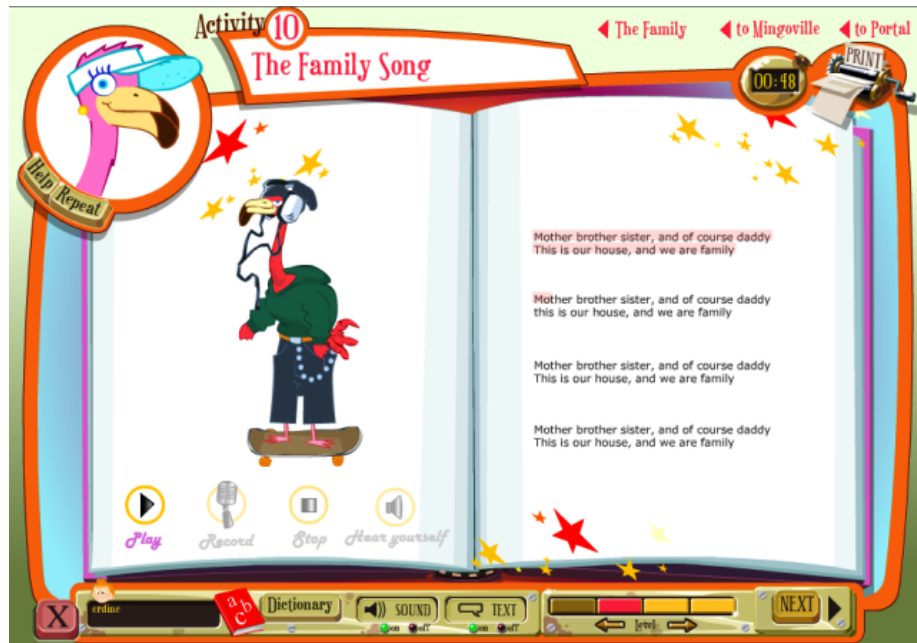 Activity 10
The Family Song
The Family
to Mingoville
to Portal
00:48
PRINT
Help
Repeat
Mother brother sister, and of course daddy
This is our house, and we are family
Mother brother sister, and of course daddy
this is our house, and we are family
Mother brother sister, and of course daddy
This is our house, and we are family
Mother brother sister, and of course daddy
This is our house, and we are family
Play
Record
Stop
Hear yourself
X
erdine
a b c
Dictionary
SOUND
on off
TEXT
on off
level
NEXT